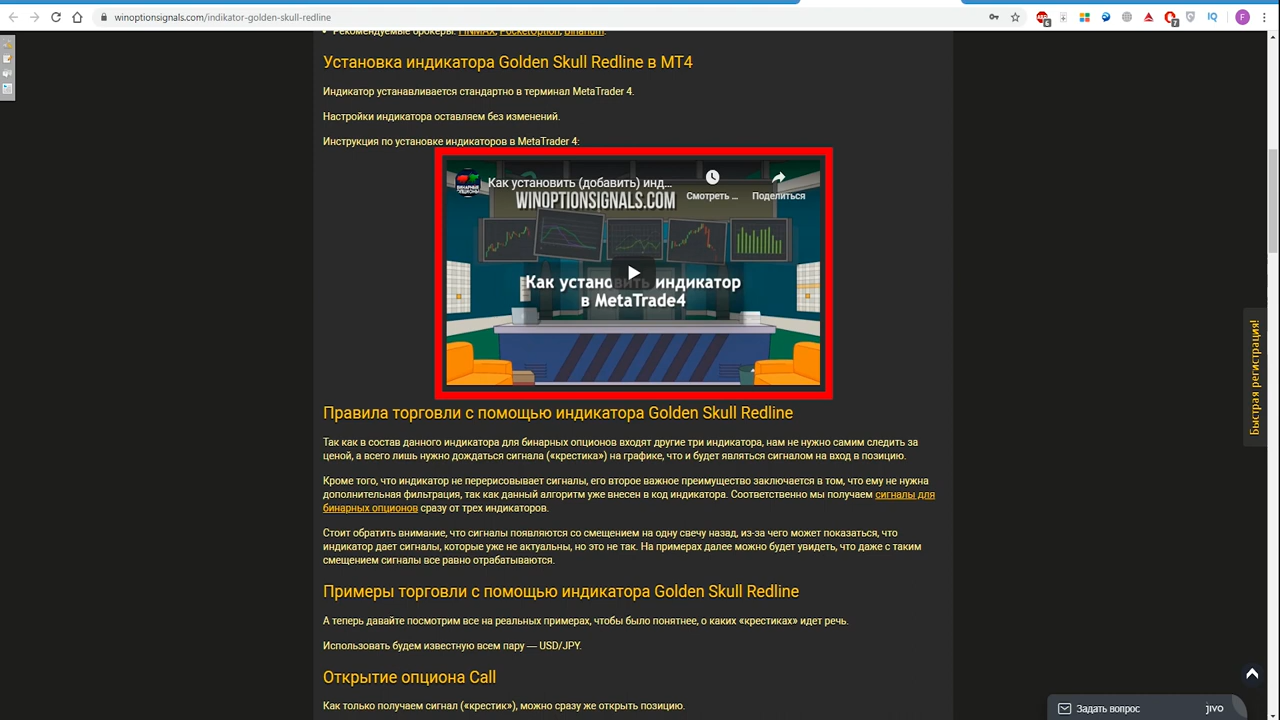 winoptionsignals.com/indikator-golden-skull-redline
Рекомендуемые брокеры: FINMAX, PocketOption, Binarium.
Установка индикатора Golden Skull Redline в MT4
Индикатор устанавливается стандартно в терминал MetaTrader 4.
Настройки индикатора оставляем без изменений.
Инструкция по установке индикаторов в MetaTrader 4:
БИНАРНЫЕ
ОПЦИОНЫ
Как установить (добавить) инд...
Смотреть ...
Поделиться
WINOPTIONSIGNALS.COM
Как установить индикатор
в MetaTrade4
Правила торговли с помощью индикатора Golden Skull Redline
Так как в состав данного индикатора для бинарных опционов входят другие три индикатора, нам не нужно самим следить за
ценой, а всего лишь нужно дождаться сигнала («крестика») на графике, что и будет являться сигналом на вход в позицию.
Кроме того, что индикатор не перерисовывает сигналы, его второе важное преимущество заключается в том, что ему не нужна
дополнительная фильтрация, так как данный алгоритм уже внесен в код индикатора. Соответственно мы получаем сигналы для
бинарных опционов сразу от трех индикаторов.
Стоит обратить внимание, что сигналы появляются со смещением на одну свечу назад, из-за чего может показаться, что
индикатор дает сигналы, которые уже не актуальны, но это не так. На примерах далее можно будет увидеть, что даже с таким
смещением сигналы все равно отрабатываются.
Примеры торговли с помощью индикатора Golden Skull Redline
А теперь давайте посмотрим все на реальных примерах, чтобы было понятнее, о каких «крестиках» идет речь.
Использовать будем известную всем пару — USD/JPY.
Открытие опциона Call
Как только получаем сигнал («крестик»), можно сразу же открыть позицию.
Быстрая регистрация!
Задать вопрос
jivo
IQ
F